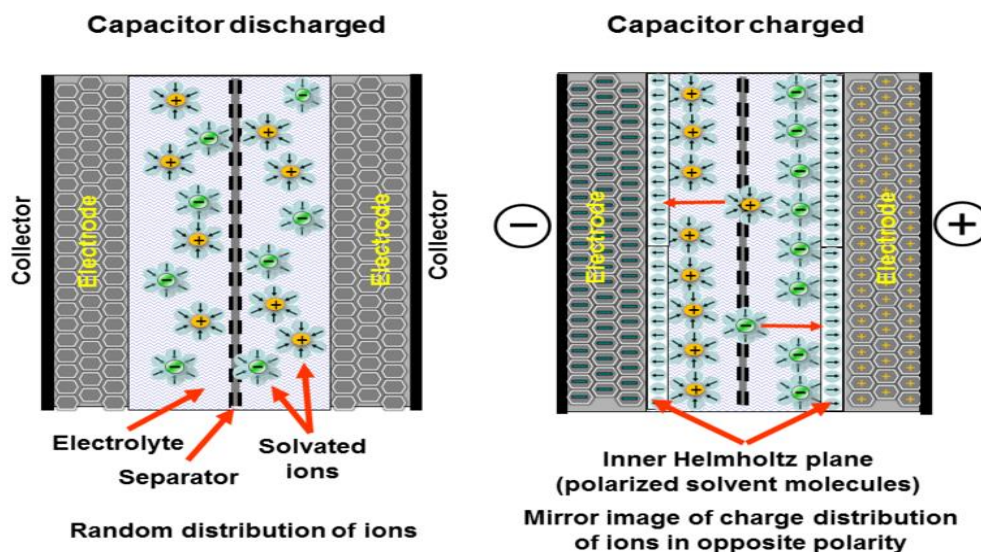 Capacitor discharged
Collector
Electrode
Electrode
Collector
Electrolyte
Separator
Solvated
ions
Random distribution of ions
Capacitor charged
−
Electrode
Electrode
+
Inner Helmholtz plane
(polarized solvent molecules)
Mirror image of charge distribution
of ions in opposite polarity